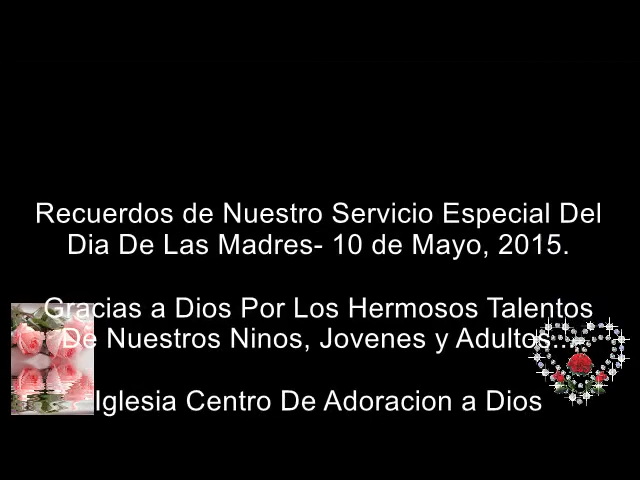 Recuerdos de Nuestro Servicio Especial Del
Dia De Las Madres- 10 de Mayo, 2015.
Gracias a Dios Por Los Hermosos Talentos
De Nuestros Ninos, Jovenes y Adultos...
Iglesia Centro De Adoracion a Dios